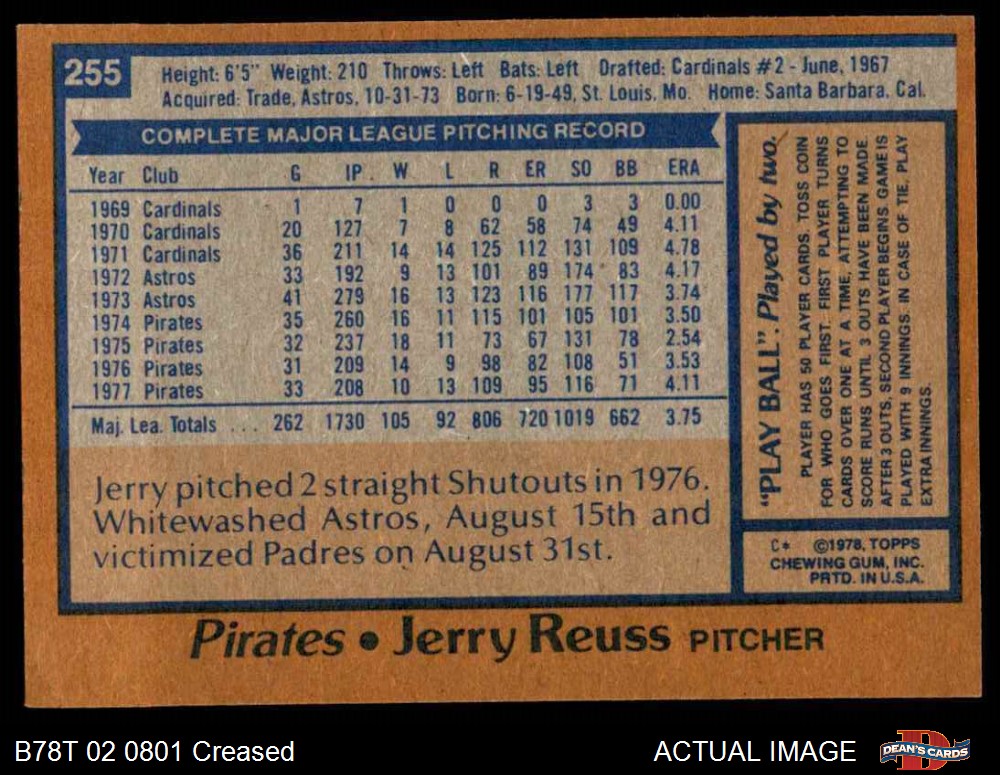 255
Height: 6'5" Weight: 210 Throws: Left Bats: Left Drafted: Cardinals #2 - June, 1967
Acquired: Trade, Astros, 10-31-73 Born: 6-19-49, St. Louis, Mo. Home: Santa Barbara, Cal.
COMPLETE MAJOR LEAGUE PITCHING RECORD
Year Club G IP. W L R ER SO BB ERA
1969 Cardinals 1 7 1 0 0 0 3 3 0.00
1970 Cardinals 20 127 7 8 62 58 74 49 4.11
1971 Cardinals 36 211 14 14 125 112 131 109 4.78
1972 Astros 33 192 9 13 101 89 174 83 4.17
1973 Astros 41 279 16 13 123 116 177 117 3.74
1974 Pirates 35 260 16 11 115 101 105 101 3.50
1975 Pirates 32 237 18 11 73 67 131 78 2.54
1976 Pirates 31 209 14 9 98 82 108 51 3.53
1977 Pirates 33 208 10 13 109 95 116 71 4.11
Maj. Lea. Totals ... 262 1730 105 92 806 720 1019 662 3.75
Jerry pitched 2 straight Shutouts in 1976.
Whitewashed Astros, August 15th and
victimized Padres on August 31st.
"PLAY BALL". Played by two.
PLAYER HAS 50 PLAYER CARDS. TOSS COIN
FOR WHO GOES FIRST. FIRST PLAYER TURNS
CARDS OVER ONE AT A TIME, ATTEMPTING TO
SCORE RUNS UNTIL 3 OUTS HAVE BEEN MADE.
AFTER 3 OUTS, SECOND PLAYER BEGINS. GAME IS
PLAYED WITH 9 INNINGS. IN CASE OF TIE, PLAY
EXTRA INNINGS.
C* ©1978, TOPPS
CHEWING GUM, INC.
PRTD. IN U.S.A.
Pirates • Jerry Reuss PITCHER
B78T 02 0801 Creased
ACTUAL IMAGE
DEAN'S CARDS